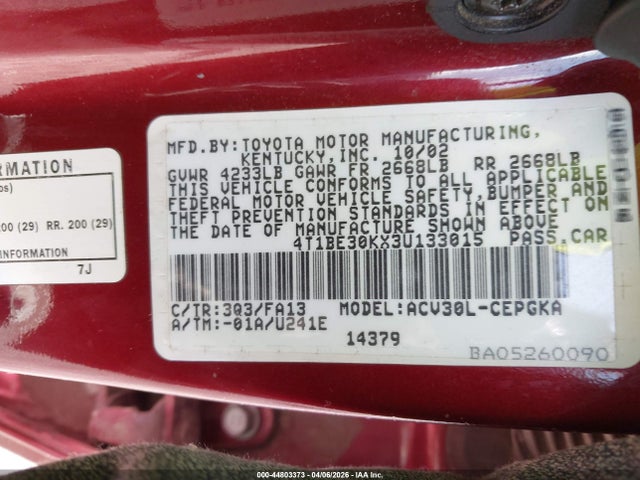 MFD.BY:TOYOTA MOTOR MANUFACTURING,
KENTUCKY,INC. 10/02
GVWR 4233LB GAWR FR 2668LB RR 2668LB
THIS VEHICLE CONFORMS TO ALL APPLICABLE
FEDERAL MOTOR VEHICLE SAFETY,BUMPER AND
THEFT PREVENTION STANDARDS IN EFFECT ON
THE DATE OF MANUFACTURE SHOWN ABOVE.
4T1BE30KX3U133015 PASS.CAR
C/TR:3Q3/FA13 MODEL:ACV30L-CEPGKA
A/TM:-01A/U241E
14379
BA05260090
RMATION
200 (29) RR. 200 (29)
INFORMATION
7J
000-44803373 - 04/06/2026 - IAAI CORP